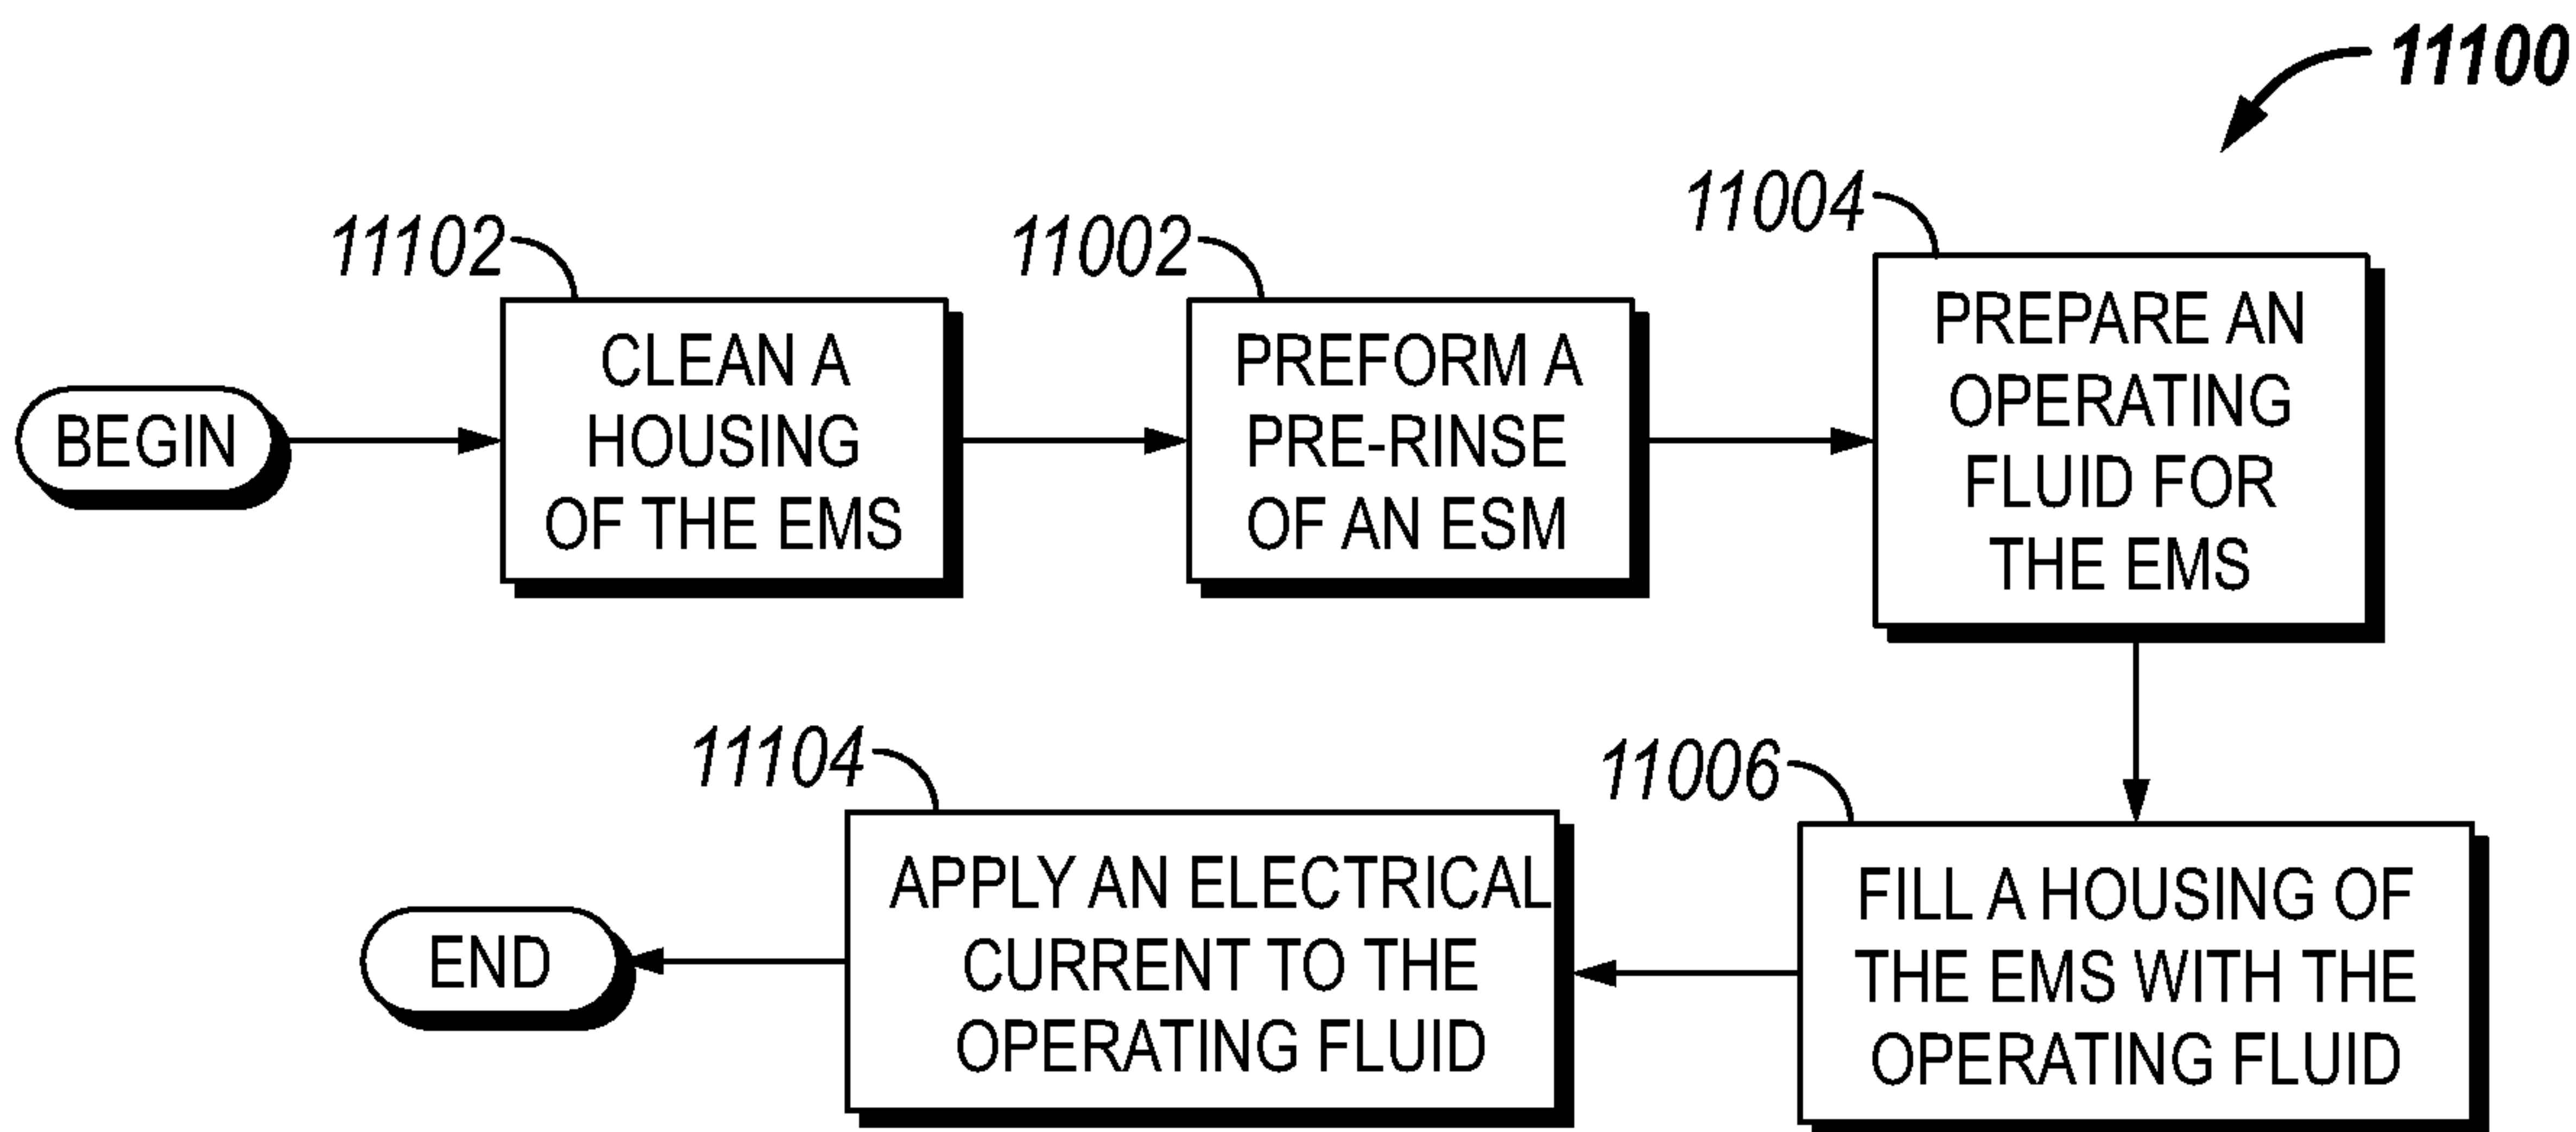 11100
BEGIN
11102
CLEAN A
HOUSING
OF THE EMS
11002
PREFORM A
PRE-RINSE
OF AN ESM
11004
PREPARE AN
OPERATING
FLUID FOR
THE EMS
11006
FILL A HOUSING OF
THE EMS WITH THE
OPERATING FLUID
11104
APPLY AN ELECTRICAL
CURRENT TO THE
OPERATING FLUID
END